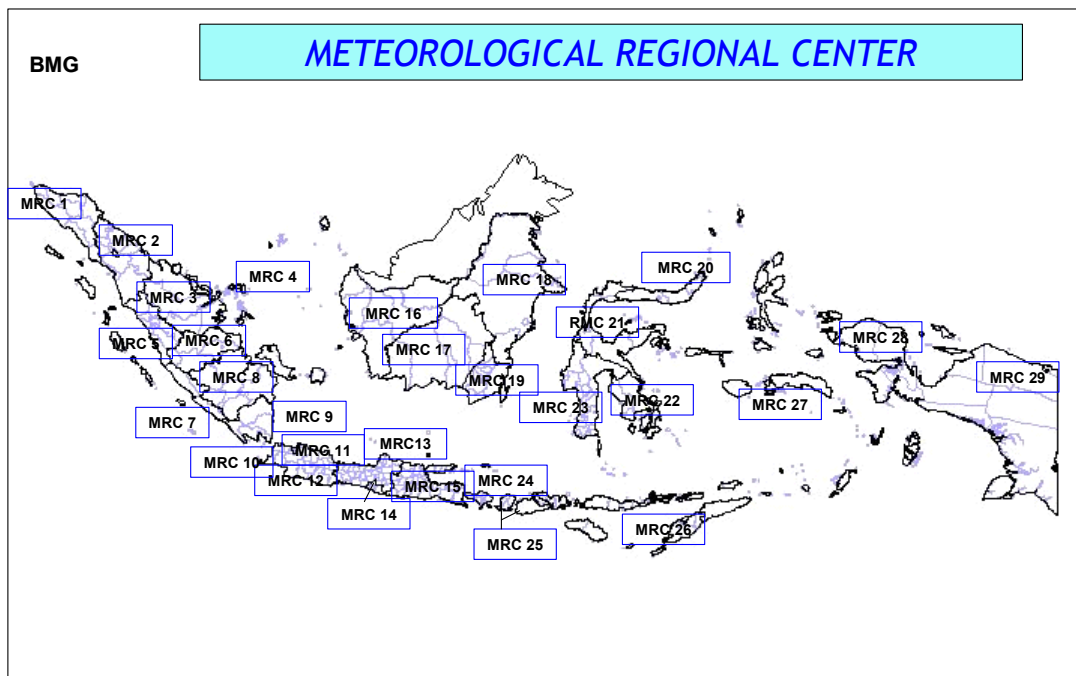 METEOROLOGICAL REGIONAL CENTER
BMG
MRC 1
MRC 2
MRC 4
MRC 20
MRC 18
MRC 3
MRC 16
RMC 21
MRC 5
MRC 6
MRC 28
MRC 17
MRC 8
MRC 19
MRC 29
MRC 7
MRC 9
MRC 23
MRC 22
MRC 27
MRC13
MRC 11
MRC 10
MRC 12
MRC 15
MRC 24
MRC 14
MRC 26
MRC 25